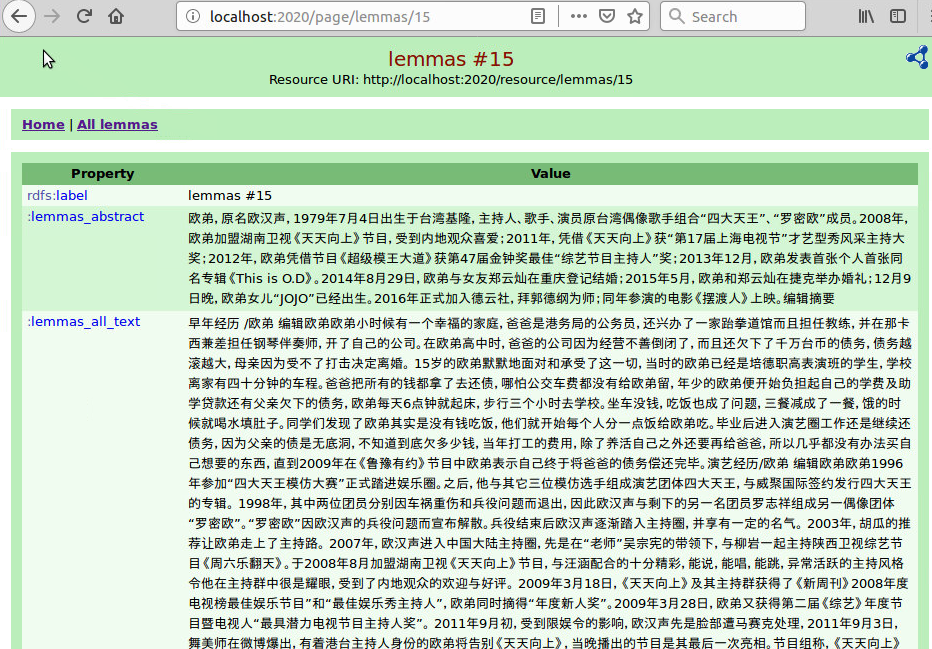 localhost:2020/page/lemmas/15
Search
lemmas #15
Resource URI: http://localhost:2020/resource/lemmas/15
Home | All lemmas
Property Value
rdfs:label lemmas #15
:lemmas_abstract 欧弟，原名欧汉声，1979年7月4日出生于台湾基隆，主持人、歌手、演员原台湾偶像歌手组合“四大天王”、“罗密欧”成员。2008年，
欧弟加盟湖南卫视《天天向上》节目，受到内地观众喜爱；2011年，凭借《天天向上》获“第17届上海电视节”才艺型秀风采主持大
奖；2012年，欧弟凭借节目《超级模王大道》获第47届金钟奖最佳“综艺节目主持人”奖；2013年12月，欧弟发表首张个人首张同
名专辑《This is O.D》。2014年8月29日，欧弟与女友郑云灿在重庆登记结婚；2015年5月，欧弟和郑云灿在捷克举办婚礼；12月9
日晚，欧弟女儿“JOJO”已经出生。2016年正式加入德云社，拜郭德纲为师；同年参演的电影《摆渡人》上映。编辑摘要
:lemmas_all_text 早年经历 /欧弟 编辑欧弟欧弟小时候有一个幸福的家庭，爸爸是港务局的公务员，还兴办了一家跆拳道馆而且担任教练，并在那卡
西兼差担任钢琴伴奏师，开了自己的公司。在欧弟高中时，爸爸的公司因为经营不善倒闭了，而且还欠下了千万台币的债务，债务越
滚越大，母亲因为受不了打击决定离婚。 15岁的欧弟默默地面对和承受了这一切，当时的欧弟已经是培德职高表演班的学生，学校
离家有四十分钟的车程。爸爸把所有的钱都拿了去还债，哪怕公交车费都没有给欧弟留，年少的欧弟便开始负担起自己的学费及助
学贷款还有父亲欠下的债务，欧弟每天6点钟就起床，步行三个小时去学校。坐车没钱，吃饭也成了问题，三餐减成了一餐，饿的时
候就喝水填肚子。同学们发现了欧弟其实是没有钱吃饭，他们就开始每个人分一点饭给欧弟吃。毕业后进入演艺圈工作还是继续还
债务，因为父亲的债是无底洞，不知道到底欠多少钱，当年打工的费用，除了养活自己之外还要再给爸爸，所以几乎都没有办法买自
己想要的东西，直到2009年在《鲁豫有约》节目中欧弟表示自己终于将爸爸的债务偿还完毕。演艺经历/欧弟 编辑欧弟欧弟1996
年参加“四大天王模仿大赛”正式踏进娱乐圈。之后，他与其它三位模仿选手组成演艺团体四大天王，与威聚国际签约发行四大天王
的专辑。 1998年，其中两位团员分别因车祸重伤和兵役问题而退出，因此欧汉声与剩下的另一名团员罗志祥组成另一偶像团体
“罗密欧”。“罗密欧”因欧汉声的兵役问题而宣布解散。兵役结束后欧汉声逐渐踏入主持圈，并享有一定的名气。 2003年，胡瓜的推
荐让欧弟走上了主持路。 2007年，欧汉声进入中国大陆主持圈，先是在“老师”吴宗宪的带领下，与柳岩一起主持陕西卫视综艺节
目《周六乐翻天》。于2008年8月加盟湖南卫视《天天向上》节目，与汪涵配合的十分精彩，能说，能唱，能跳，异常活跃的主持风格
令他在主持群中很是耀眼，受到了内地观众的欢迎与好评。 2009年3月18日，《天天向上》及其主持群获得了《新周刊》2008年度
电视榜最佳娱乐节目”和“最佳娱乐秀主持人”，欧弟同时摘得“年度新人奖”。2009年3月28日，欧弟又获得第二届《综艺》年度节
目暨电视人“最具潜力电视节目主持人奖”。 2011年9月初，受到限娱令的影响，欧汉声先是脸部遭马赛克处理，2011年9月3日，
舞美师在微博爆出，有着港台主持人身份的欧弟将告别《天天向上》，当晚播出的节目是其最后一次亮相。节目组称，《天天向上》